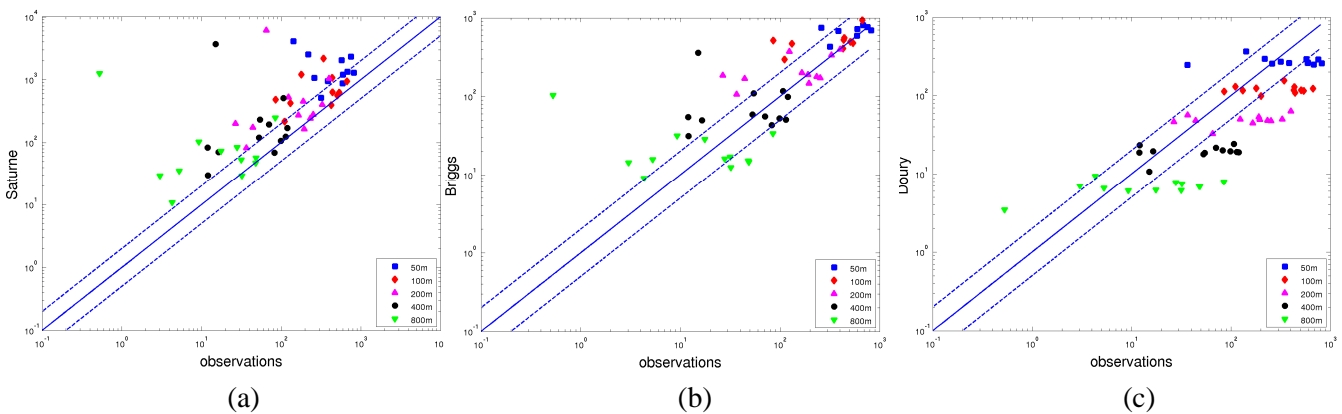 10^4
10^3
10^2
10^1
10^0
10^-1
Saturne
10^-1
10^0
10^1
10^2
10^3
10^4
observations
50m
100m
200m
400m
800m
(a)
10^3
10^2
10^1
10^0
10^-1
Briggs
10^-1
10^0
10^1
10^2
10^3
observations
50m
100m
200m
400m
800m
(b)
10^3
10^2
10^1
10^0
10^-1
Doury
10^-1
10^0
10^1
10^2
10^3
observations
50m
100m
200m
400m
800m
(c)